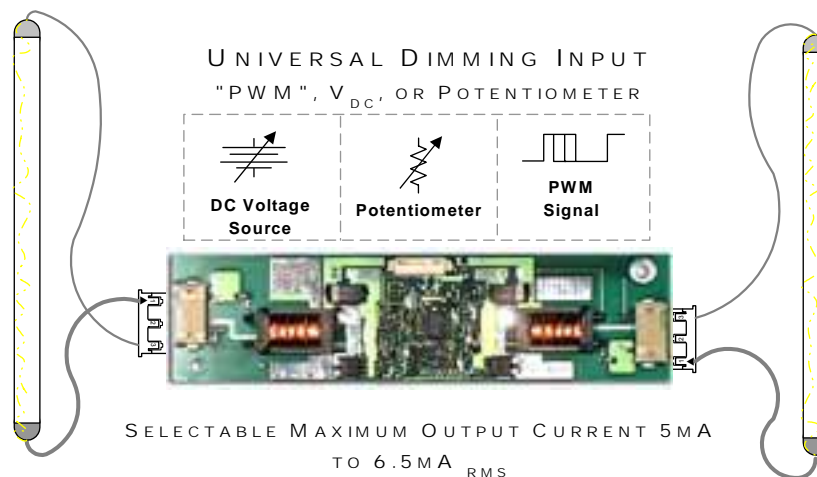 UNIVERSAL DIMMING INPUT
"PWM", VDC, OR POTENTIOMETER
DC Voltage
Source
Potentiometer
PWM
Signal
SELECTABLE MAXIMUM OUTPUT CURRENT 5MA
TO 6.5MA RMS